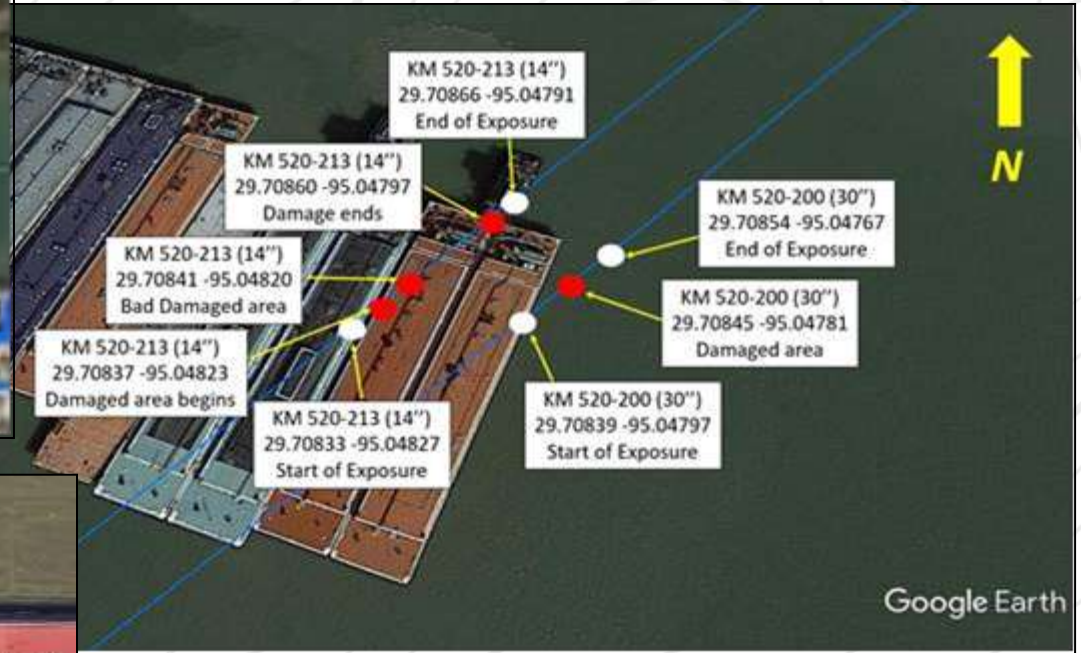 KM 520-213 (14’’)
29.70866 -95.04791
End of Exposure
KM 520-213 (14’’)
29.70860 -95.04797
Damage ends
KM 520-213 (14’’)
29.70841 -95.04820
Bad Damaged area
KM 520-213 (14’’)
29.70837 -95.04823
Damaged area begins
KM 520-213 (14’’)
29.70833 -95.04827
Start of Exposure
KM 520-200 (30’’)
29.70854 -95.04767
End of Exposure
KM 520-200 (30’’)
29.70845 -95.04781
Damaged area
KM 520-200 (30’’)
29.70839 -95.04797
Start of Exposure
N
Google Earth